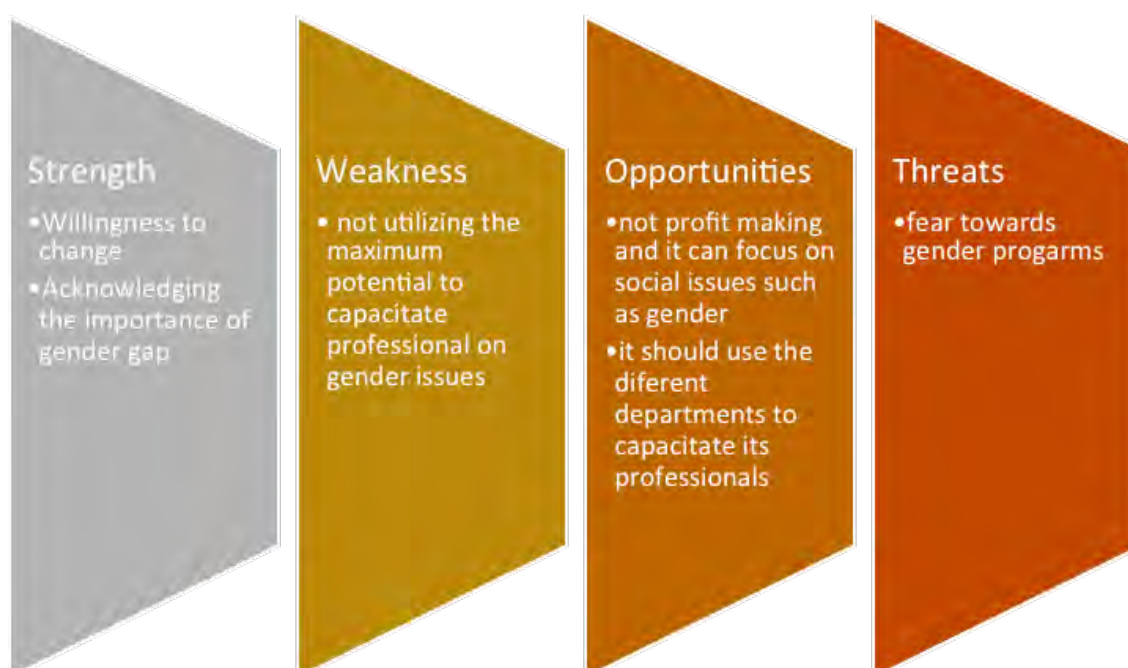 Strength
•Willingness to
change
•Acknowledging
the importance of
gender gap
Weakness
• not utilizing the
maximum
potential to
capacitate
professional on
gender issues
Opportunities
•not profit making
and it can focus on
social issues such
as gender
•it should use the
diferent
departments to
capacitate its
professionals
Threats
•fear towards
gender progarms